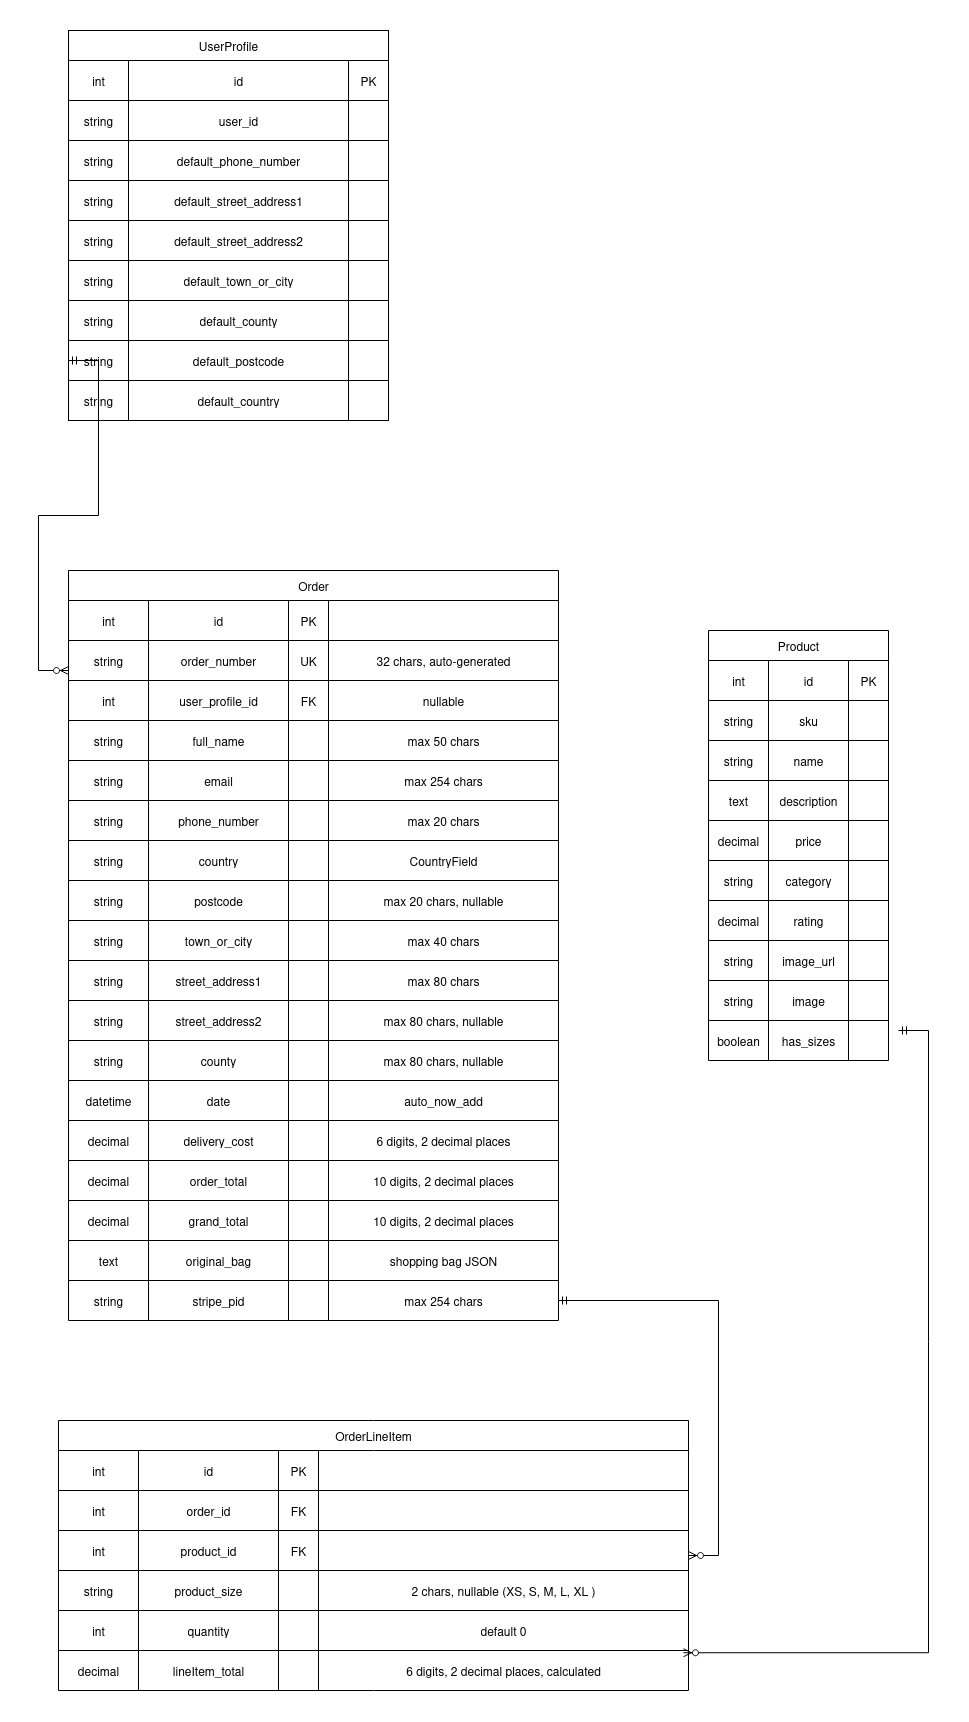 UserProfile
int id PK
string user_id
string default_phone_number
string default_street_address1
string default_street_address2
string default_town_or_city
string default_county
string default_postcode
string default_country
Order
int id PK
string order_number UK 32 chars, auto-generated
int user_profile_id FK nullable
string full_name max 50 chars
string email max 254 chars
string phone_number max 20 chars
string country CountryField
string postcode max 20 chars, nullable
string town_or_city max 40 chars
string street_address1 max 80 chars
string street_address2 max 80 chars, nullable
string county max 80 chars, nullable
datetime date auto_now_add
decimal delivery_cost 6 digits, 2 decimal places
decimal order_total 10 digits, 2 decimal places
decimal grand_total 10 digits, 2 decimal places
text original_bag shopping bag JSON
string stripe_pid max 254 chars
Product
int id PK
string sku
string name
text description
decimal price
string category
decimal rating
string image_url
string image
boolean has_sizes
OrderLineItem
int id PK
int order_id FK
int product_id FK
string product_size 2 chars, nullable (XS, S, M, L, XL )
int quantity default 0
decimal lineItem_total 6 digits, 2 decimal places, calculated